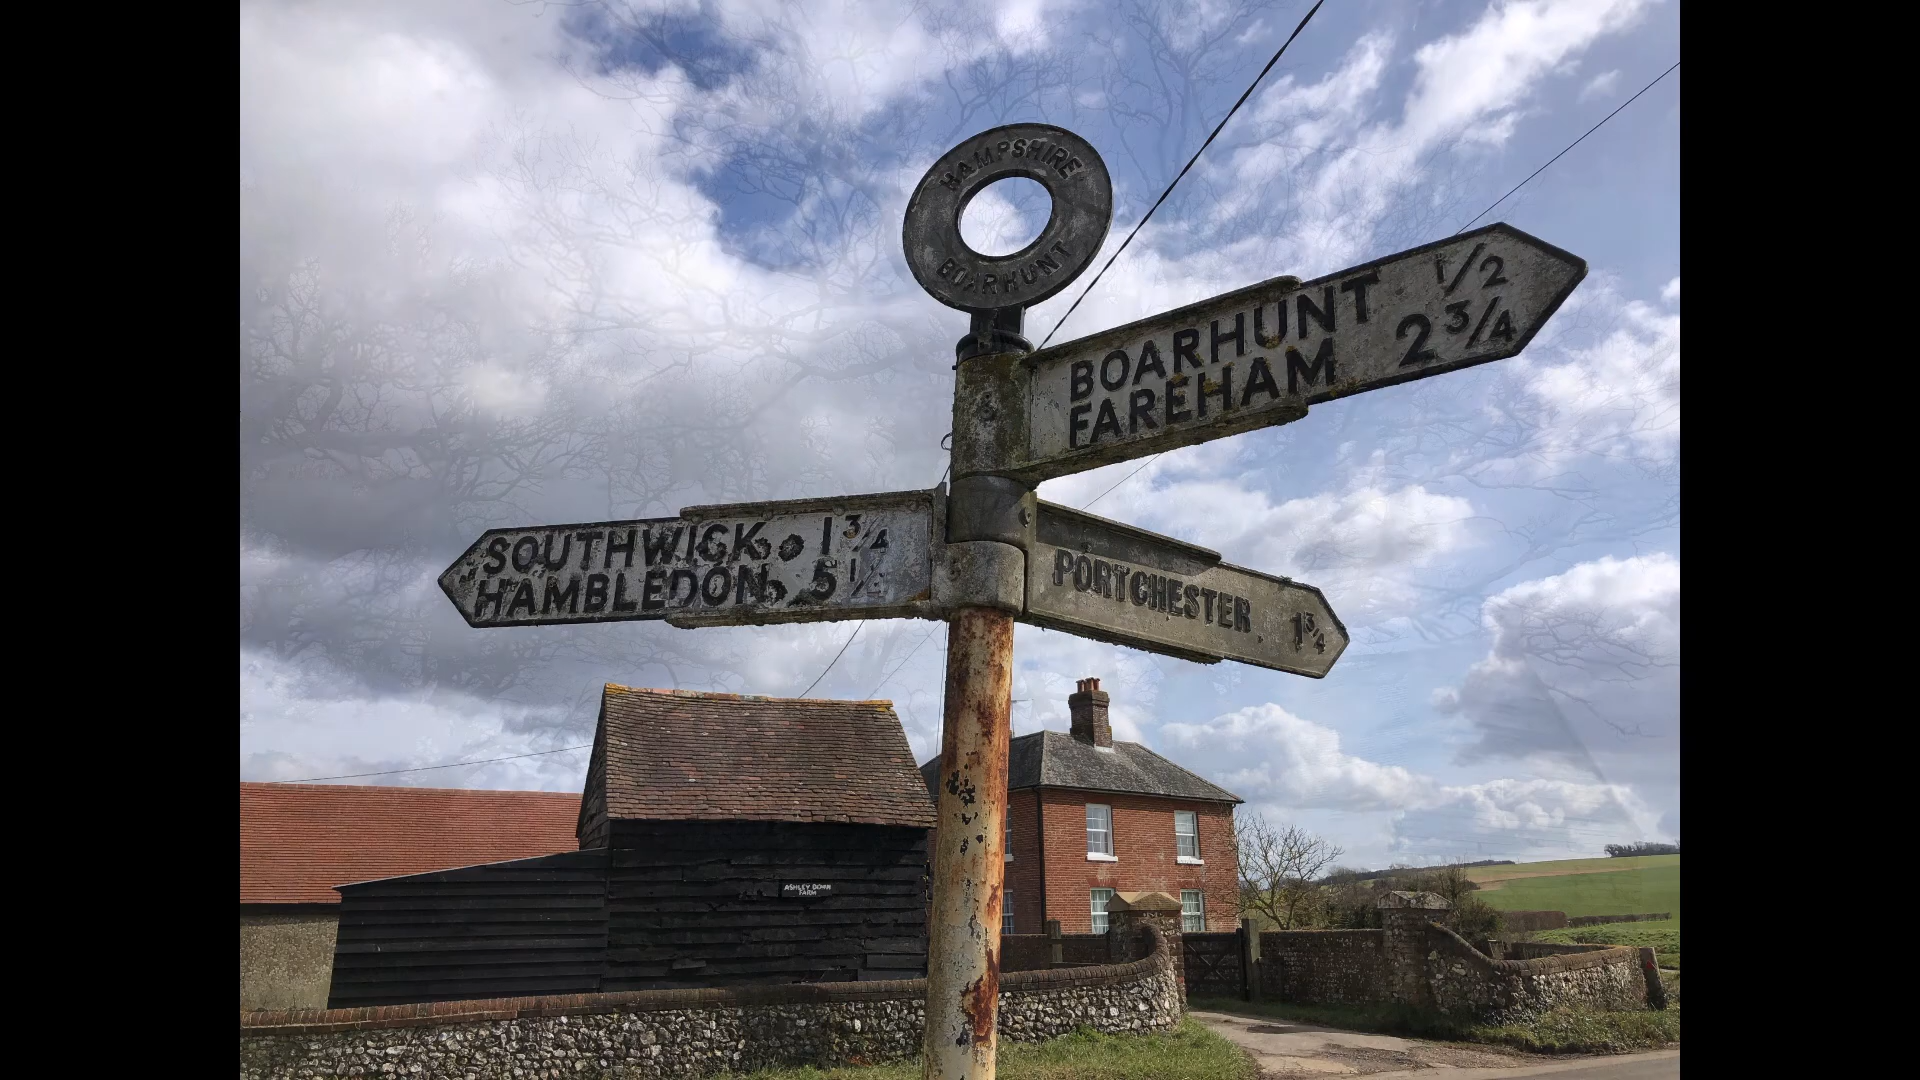 HAMPSHIRE
BOARHUNT
BOARHUNT 1/2
FAREHAM 2 3/4
SOUTHWICK 1 3/4
HAMBLEDON 5 1/2
PORTCHESTER 1 3/4
ASHLEY DOWN
FARM